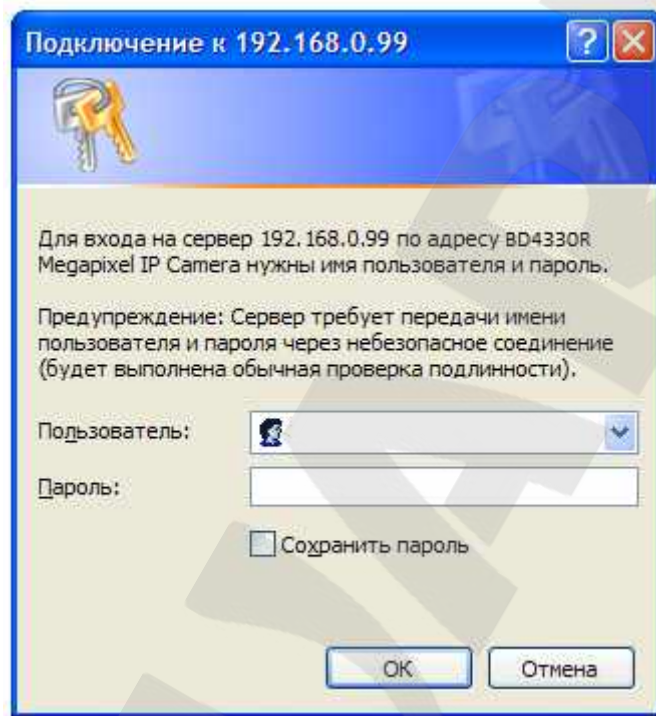 Подключение к 192.168.0.99
Для входа на сервер 192.168.0.99 по адресу BD4330R
Megapixel IP Camera нужны имя пользователя и пароль.
Предупреждение: Сервер требует передачи имени
пользователя и пароля через небезопасное соединение
(будет выполнена обычная проверка подлинности).
Пользователь:
Пароль:
Сохранить пароль
ОК
Отмена